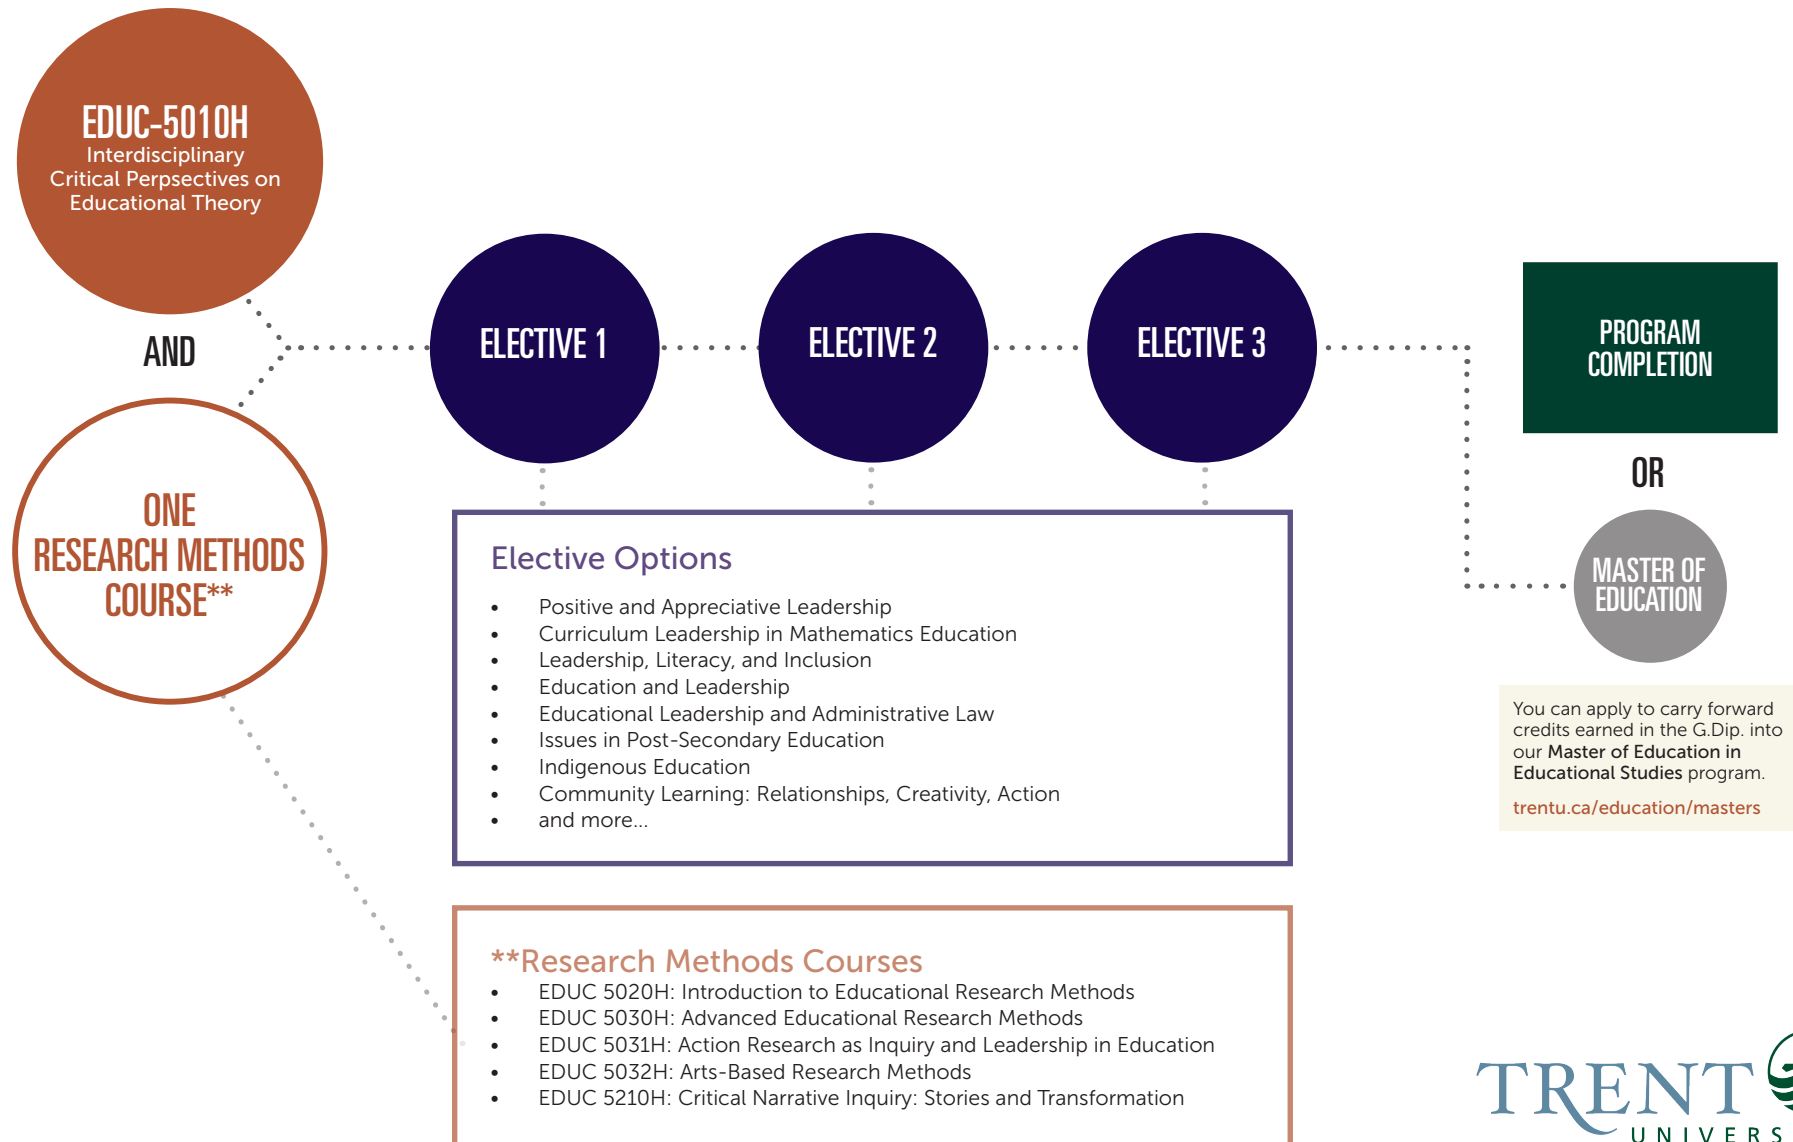 EDUC-5010H
Interdisciplinary
Critical Perpsectives on
Educational Theory
AND
ONE
RESEARCH METHODS
COURSE**
ELECTIVE 1
ELECTIVE 2
ELECTIVE 3
PROGRAM
COMPLETION
OR
MASTER OF
EDUCATION
You can apply to carry forward
credits earned in the G.Dip. into
our Master of Education in
Educational Studies program.
trentu.ca/education/masters
Elective Options
• Positive and Appreciative Leadership
• Curriculum Leadership in Mathematics Education
• Leadership, Literacy, and Inclusion
• Education and Leadership
• Educational Leadership and Administrative Law
• Issues in Post-Secondary Education
• Indigenous Education
• Community Learning: Relationships, Creativity, Action
• and more...
**Research Methods Courses
• EDUC 5020H: Introduction to Educational Research Methods
• EDUC 5030H: Advanced Educational Research Methods
• EDUC 5031H: Action Research as Inquiry and Leadership in Education
• EDUC 5032H: Arts-Based Research Methods
• EDUC 5210H: Critical Narrative Inquiry: Stories and Transformation
TRENT
UNIVERS